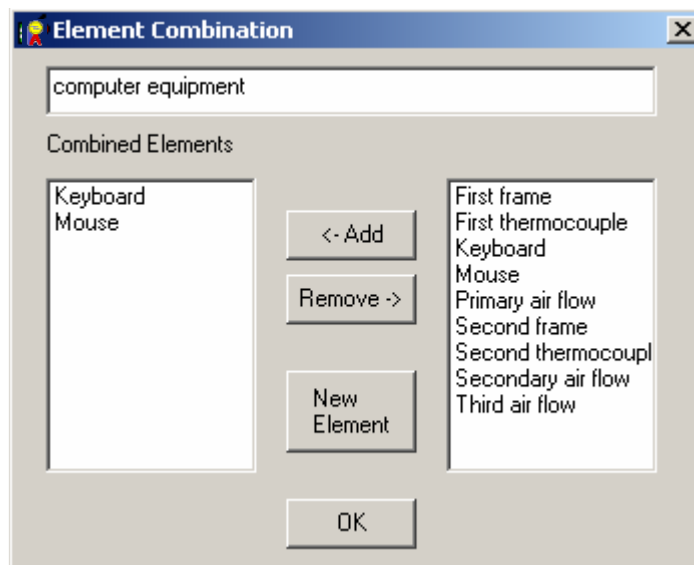 Element Combination
computer equipment
Combined Elements
Keyboard
Mouse
<- Add
Remove ->
New
Element
OK
First frame
First thermocouple
Keyboard
Mouse
Primary air flow
Second frame
Second thermocoupl
Secondary air flow
Third air flow